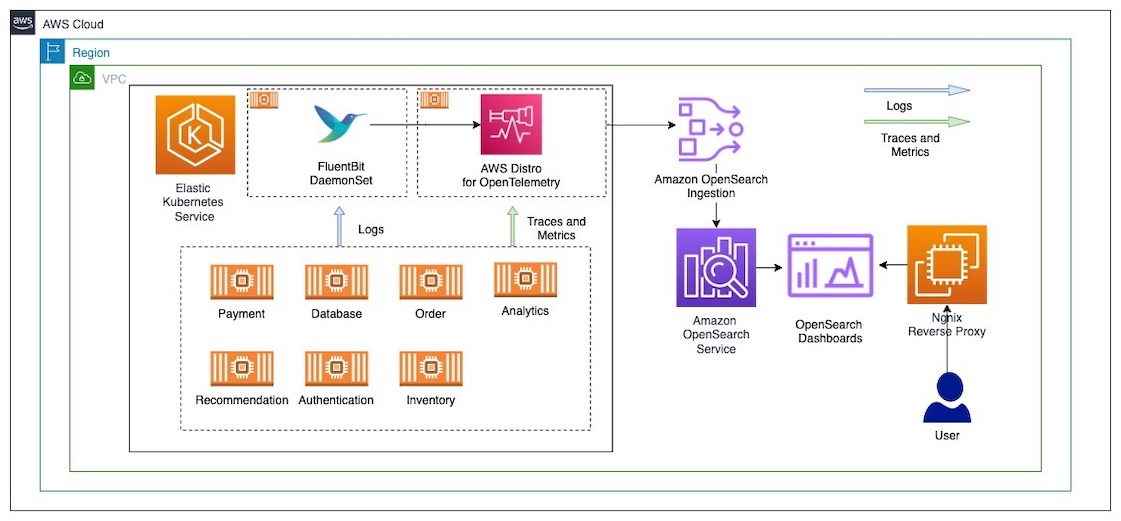 aws
AWS Cloud
Region
VPC
Elastic
Kubernetes
Service
K
FluentBit
DaemonSet
AWS Distro
for OpenTelemetry
Logs
Traces and
Metrics
Amazon OpenSearch
Ingestion
Logs
Traces and
Metrics
Payment
Database
Order
Analytics
Recommendation
Authentication
Inventory
Amazon
OpenSearch
Service
OpenSearch
Dashboards
Ngnix
Reverse Proxy
User